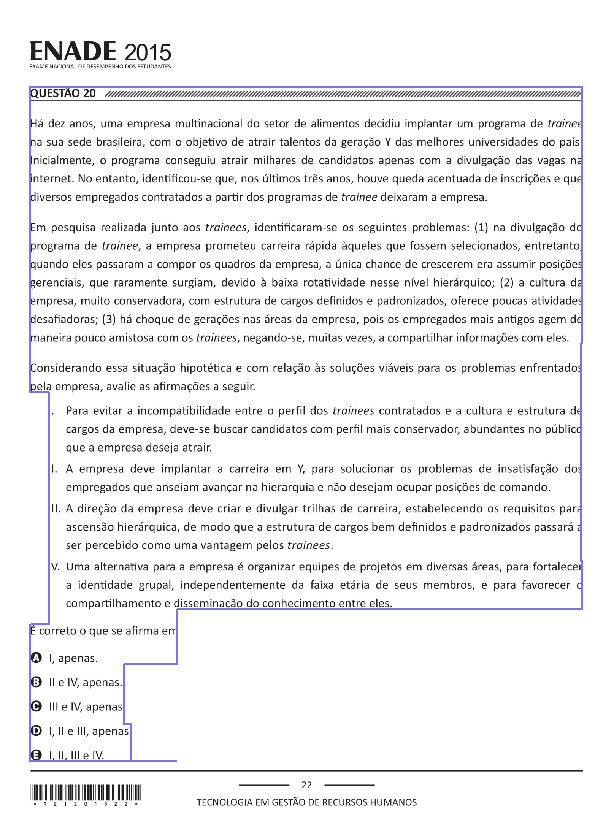 ENADE 2015
EXAME NACIONAL DE DESEMPENHO DOS ESTUDANTES
QUESTÃO 20
Há dez anos, uma empresa multinacional do setor de alimentos decidiu implantar um programa de trainee
na sua sede brasileira, com o objetivo de atrair talentos da geração Y das melhores universidades do país
Inicialmente, o programa conseguiu atrair milhares de candidatos apenas com a divulgação das vagas na
internet. No entanto, identificou-se que, nos últimos três anos, houve queda acentuada de inscrições e que
diversos empregados contratados a partir dos programas de trainee deixaram a empresa.
Em pesquisa realizada junto aos trainees, identificaram-se os seguintes problemas: (1) na divulgação do
programa de trainee, a empresa prometeu carreira rápida àqueles que fossem selecionados, entretanto,
quando eles passaram a compor os quadros da empresa, a única chance de crescerem era assumir posições
gerenciais, que raramente surgiam, devido à baixa rotatividade nesse nível hierárquico; (2) a cultura da
empresa, muito conservadora, com estrutura de cargos definidos e padronizados, oferece poucas atividades
desafiadoras; (3) há choque de gerações nas áreas da empresa, pois os empregados mais antigos agem de
maneira pouco amistosa com os trainees, negando-se, muitas vezes, a compartilhar informações com eles.
Considerando essa situação hipotética e com relação às soluções viáveis para os problemas enfrentados
pela empresa, avalie as afirmações a seguir.
. Para evitar a incompatibilidade entre o perfil dos trainees contratados e a cultura e estrutura de
cargos da empresa, deve-se buscar candidatos com perfil mais conservador, abundantes no público
que a empresa deseja atrair.
I. A empresa deve implantar a carreira em Y, para solucionar os problemas de insatisfação dos
empregados que anseiam avançar na hierarquia e não desejam ocupar posições de comando.
II. A direção da empresa deve criar e divulgar trilhas de carreira, estabelecendo os requisitos para
ascensão hierárquica, de modo que a estrutura de cargos bem definidos e padronizados passará a
ser percebido como uma vantagem pelos trainees.
V. Uma alternativa para a empresa é organizar equipes de projetos em diversas áreas, para fortalecer
a identidade grupal, independentemente da faixa etária de seus membros, e para favorecer o
compartilhamento e disseminação do conhecimento entre eles.
É correto o que se afirma em
A I, apenas.
B II e IV, apenas.
C III e IV, apenas
D I, II e III, apenas
E I, II, III e IV.
22
TECNOLOGIA EM GESTÃO DE RECURSOS HUMANOS